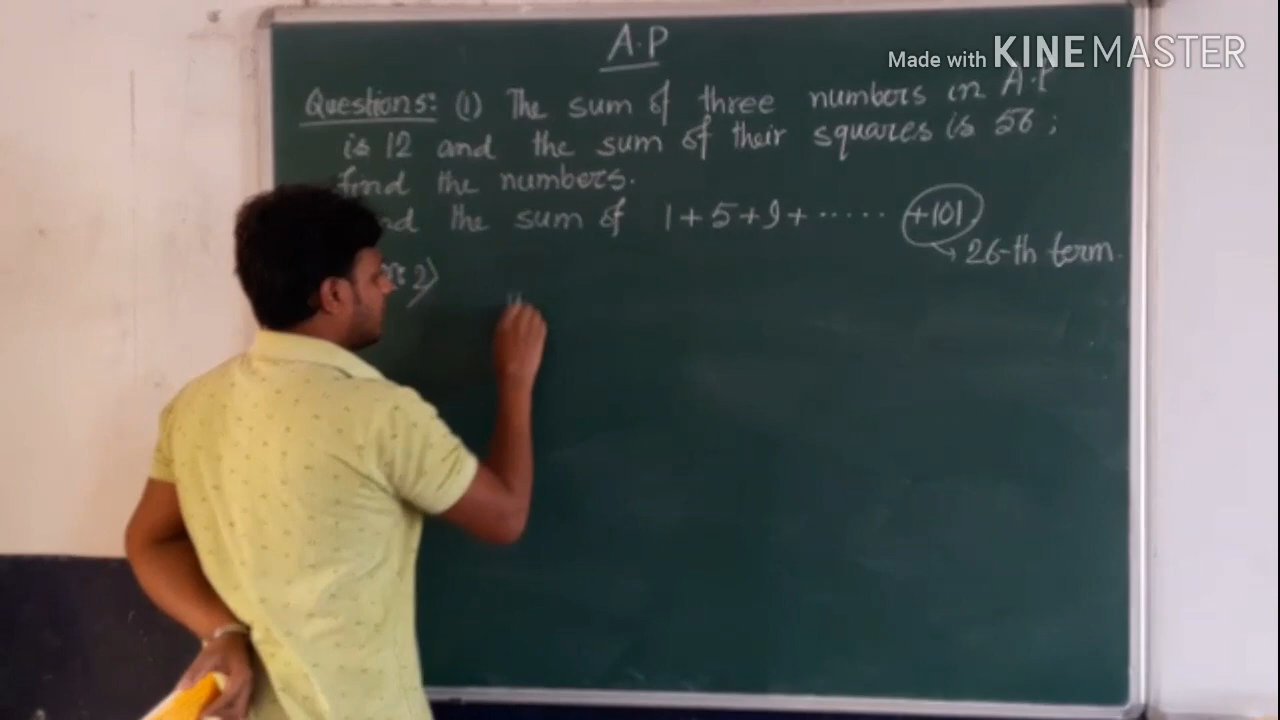 Made with KINEMASTER
A.P
Questions: (1) The sum of three numbers in A.P
is 12 and the sum of their squares is 56;
find the numbers.
the sum of 1+5+9+ ..... +101
26-th term.
2)